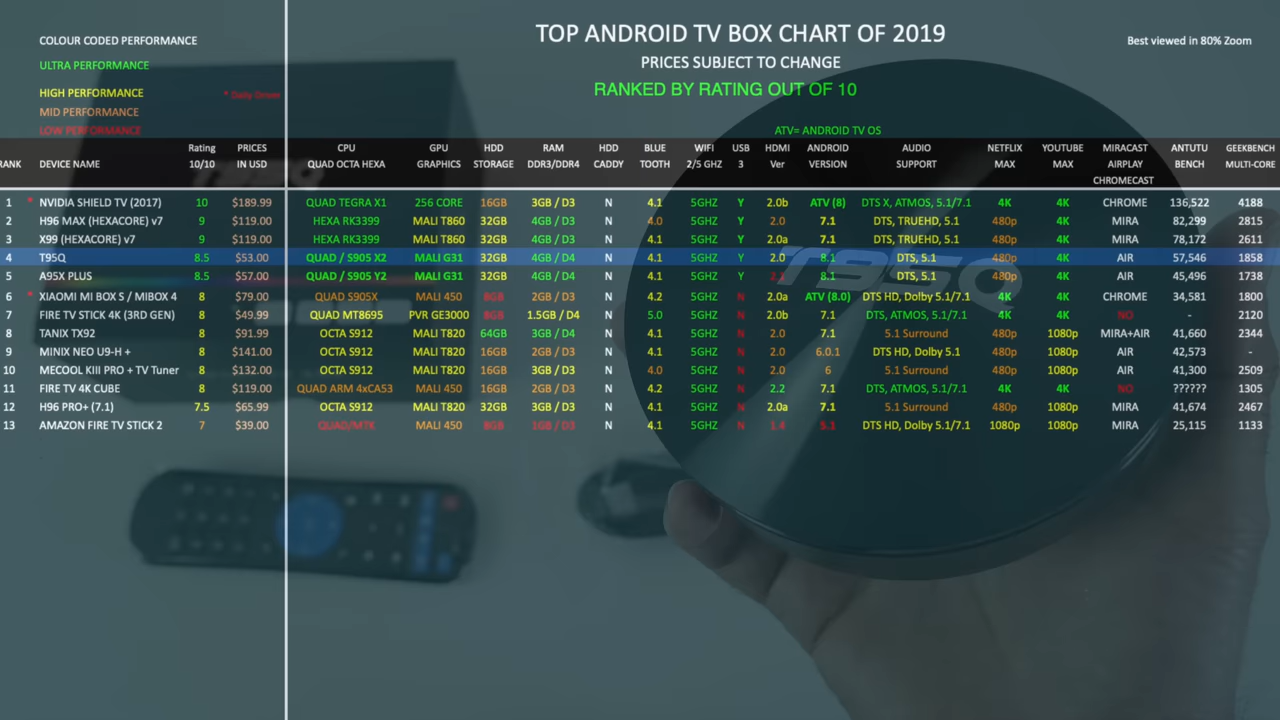 TOP ANDROID TV BOX CHART OF 2019
COLOUR CODED PERFORMANCE
Best viewed in 80% Zoom
PRICES SUBJECT TO CHANGE
ULTRA PERFORMANCE
RANKED BY RATING OUT OF 10
HIGH PERFORMANCE
* Daily Driver
MID PERFORMANCE
LOW PERFORMANCE
ATV= ANDROID TV OS
Rating PRICES CPU GPU HDD RAM HDD BLUE WIFI USB HDMI ANDROID AUDIO NETFLIX YOUTUBE MIRACAST ANTUTU GEEKBENCH
RANK DEVICE NAME 10/10 IN USD QUAD OCTA HEXA GRAPHICS STORAGE DDR3/DDR4 CADDY TOOTH 2/5 GHZ 3 Ver VERSION SUPPORT MAX MAX AIRPLAY BENCH MULTI-CORE
CHROMECAST
1 * NVIDIA SHIELD TV (2017) 10 $189.99 QUAD TEGRA X1 256 CORE 16GB 3GB / D3 N 4.1 5GHZ Y 2.0b ATV (8) DTS X, ATMOS, 5.1/7.1 4K 4K CHROME 136,522 4188
2 H96 MAX (HEXACORE) v7 9 $119.00 HEXA RK3399 MALI T860 32GB 4GB / D3 N 4.0 5GHZ Y 2.0 7.1 DTS, TRUEHD, 5.1 480p 4K MIRA 82,299 2815
3 X99 (HEXACORE) v7 9 $119.00 HEXA RK3399 MALI T860 32GB 4GB / D3 N 4.1 5GHZ Y 2.0a 7.1 DTS, TRUEHD, 5.1 480p 4K MIRA 78,172 2611
4 T95Q 8.5 $53.00 QUAD / S905 X2 MALI G31 32GB 4GB / D4 N 4.1 5GHZ Y 2.0 8.1 DTS, 5.1 480p 4K AIR 57,546 1858
5 A95X PLUS 8.5 $57.00 QUAD / S905 Y2 MALI G31 32GB 4GB / D4 N 4.1 5GHZ Y 8.1 DTS, 5.1 480p 4K AIR 45,496 1738
6 * XIAOMI MI BOX S / MIBOX 4 8 $79.00 QUAD S905X MALI 450 8GB 2GB / D3 N 4.2 5GHZ N 2.0a ATV (8.0) DTS HD, Dolby 5.1/7.1 4K 4K CHROME 34,581 1800
7 FIRE TV STICK 4K (3RD GEN) 8 $49.99 QUAD MT8695 PVR GE3000 8GB 1.5GB / D4 N 5.0 5GHZ N 2.0b 7.1 DTS, ATMOS, 5.1/7.1 4K 4K NO - 2120
8 TANIX TX92 8 $91.99 OCTA S912 MALI T820 64GB 3GB / D4 N 4.1 5GHZ N 2.0 7.1 5.1 Surround 480p 1080p MIRA+AIR 41,660 2344
9 MINIX NEO U9-H + 8 $141.00 OCTA S912 MALI T820 16GB 2GB / D3 N 4.1 5GHZ N 2.0 6.0.1 DTS HD, Dolby 5.1 480p 1080p AIR 42,573 -
10 MECOOL KIII PRO + TV Tuner 8 $132.00 OCTA S912 MALI T820 16GB 3GB / D3 N 4.0 5GHZ N 2.0 6 5.1 Surround 480p 1080p AIR 41,300 2509
11 FIRE TV 4K CUBE 8 $119.00 QUAD ARM 4xCA53 MALI 450 16GB 2GB / D3 N 4.2 5GHZ N 2.2 7.1 DTS, ATMOS, 5.1/7.1 4K 4K NO ?????? 1305
12 H96 PRO+ (7.1) 7.5 $65.99 OCTA S912 MALI T820 32GB 3GB / D3 N 4.1 5GHZ N 2.0a 7.1 5.1 Surround 480p 1080p MIRA 41,674 2467
13 AMAZON FIRE TV STICK 2 7 $39.00 QUAD/MTK MALI 450 8GB 1GB / D3 N 4.1 5GHZ N 1.4 5.1 DTS HD, Dolby 5.1/7.1 1080p 1080p MIRA 25,115 1133
T95Q